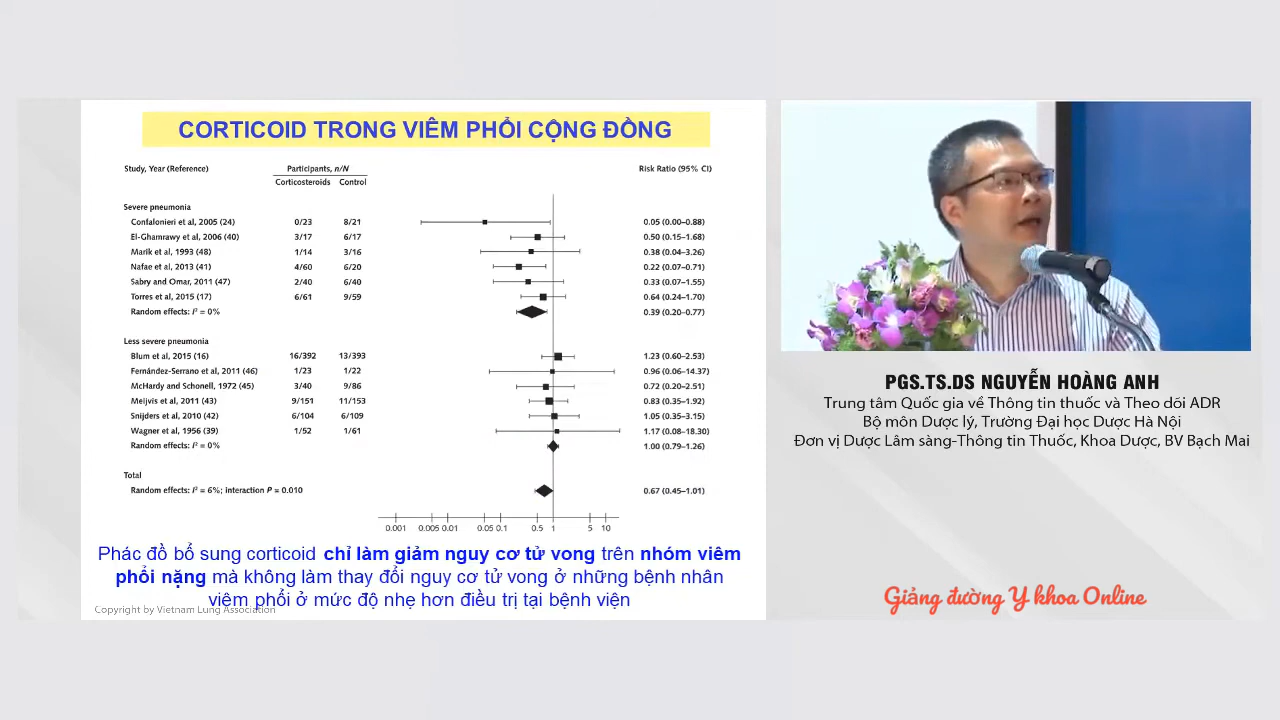 CORTICOID TRONG VIÊM PHỔI CỘNG ĐỒNG
Study, Year (Reference) Participants, n/N Risk Ratio (95% CI)
Corticosteroids Control
Severe pneumonia
Confalonieri et al, 2005 (24) 0/23 8/21 0.05 (0.00–0.88)
El-Ghamrawy et al, 2006 (40) 3/17 6/17 0.50 (0.15–1.68)
Marik et al, 1993 (48) 1/14 3/16 0.38 (0.04–3.26)
Nafae et al, 2013 (41) 4/60 6/20 0.22 (0.07–0.71)
Sabry and Omar, 2011 (47) 2/40 6/40 0.33 (0.07–1.55)
Torres et al, 2015 (17) 6/61 9/59 0.64 (0.24–1.70)
Random effects: I² = 0% 0.39 (0.20–0.77)
Less severe pneumonia
Blum et al, 2015 (16) 16/392 13/393 1.23 (0.60–2.53)
Fernández-Serrano et al, 2011 (46) 1/23 1/22 0.96 (0.06–14.37)
McHardy and Schonell, 1972 (45) 3/40 9/86 0.72 (0.20–2.51)
Meijvis et al, 2011 (43) 9/151 11/153 0.83 (0.35–1.92)
Snijders et al, 2010 (42) 6/104 6/109 1.05 (0.35–3.15)
Wagner et al, 1956 (39) 1/52 1/61 1.17 (0.08–18.30)
Random effects: I² = 0% 1.00 (0.79–1.26)
Total
Random effects: I² = 6%; interaction P = 0.010 0.67 (0.45–1.01)
0.001 0.005 0.01 0.05 0.1 0.5 1 5 10
Phác đồ bổ sung corticoid chỉ làm giảm nguy cơ tử vong trên nhóm viêm
phổi nặng mà không làm thay đổi nguy cơ tử vong ở những bệnh nhân
viêm phổi ở mức độ nhẹ hơn điều trị tại bệnh viện
Copyright by Vietnam Lung Association
PGS.TS.DS NGUYỄN HOÀNG ANH
Trung tâm Quốc gia về Thông tin thuốc và Theo dõi ADR
Bộ môn Dược lý, Trường Đại học Dược Hà Nội
Đơn vị Dược Lâm sàng-Thông tin Thuốc, Khoa Dược, BV Bạch Mai
Giảng đường Y khoa Online